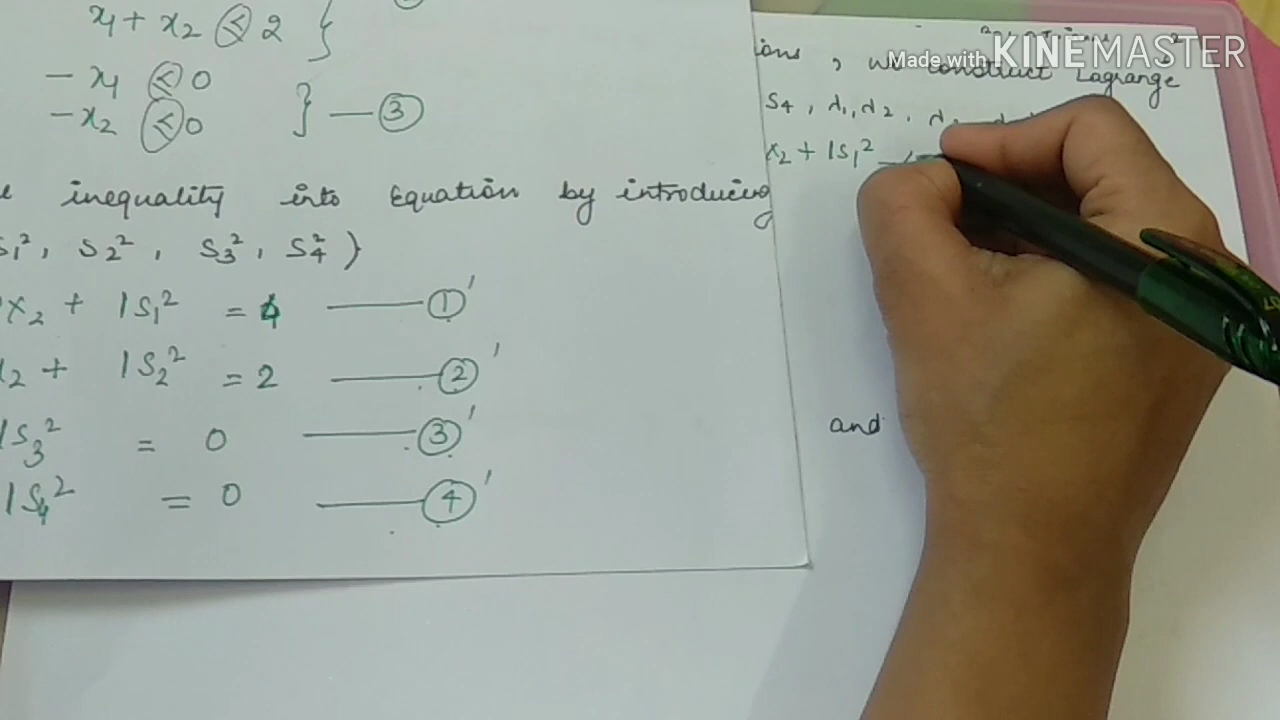 x₁ + x₂ ≤ 2 }
- x₁ ≤ 0
- x₂ ≤ 0 } — ③
inequality into Equation by introducing
S₁², S₂², S₃², S₄² )
x₂ + 1S₁² = 4 — ①'
x₂ + 1S₂² = 2 — ②'
1S₃² = 0 — ③'
1S₄² = 0 — ④'
Made with KINEMASTER
, we construct Lagrange
S₄, λ₁, λ₂,
x₂ + 1S₁² -
and